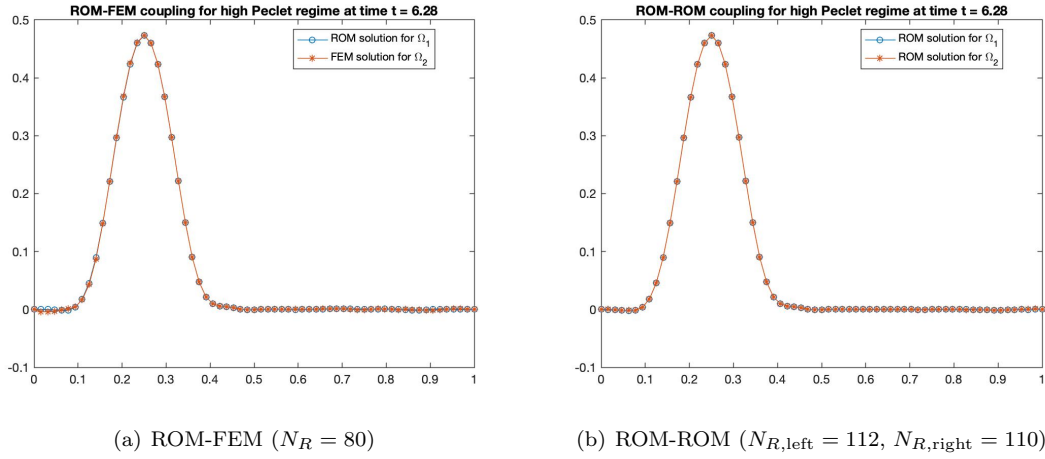 ROM-FEM coupling for high Peclet regime at time t = 6.28
0.5
0.4
0.3
0.2
0.1
0
-0.1
0 0.1 0.2 0.3 0.4 0.5 0.6 0.7 0.8 0.9 1
ROM solution for Ω₁
FEM solution for Ω₂
(a) ROM-FEM (N_R = 80)
ROM-ROM coupling for high Peclet regime at time t = 6.28
0.5
0.4
0.3
0.2
0.1
0
-0.1
0 0.1 0.2 0.3 0.4 0.5 0.6 0.7 0.8 0.9 1
ROM solution for Ω₁
ROM solution for Ω₂
(b) ROM-ROM (N_{R,left} = 112, N_{R,right} = 110)